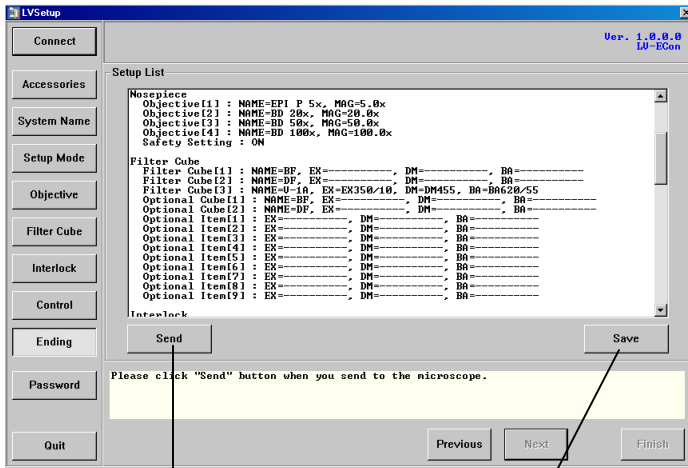 LVSetup
Connect
Ver. 1.0.0.0
LV-ECon
Accessories
System Name
Setup Mode
Objective
Filter Cube
Interlock
Control
Ending
Password
Quit
Setup List
Nosepiece
Objective[1] : NAME=EPI P 5x, MAG=5.0x
Objective[2] : NAME=BD 20x, MAG=20.0x
Objective[3] : NAME=BD 50x, MAG=50.0x
Objective[4] : NAME=BD 100x, MAG=100.0x
Safety Setting : ON
Filter Cube
Filter Cube[1] : NAME=BF, EX=----------, DM=----------, BA=----------
Filter Cube[2] : NAME=DF, EX=----------, DM=----------, BA=----------
Filter Cube[3] : NAME=V-1A, EX=EX350/10, DM=DM455, BA=BA620/55
Optional Cube[1] : NAME=BF, EX=----------, DM=----------, BA=----------
Optional Cube[2] : NAME=DF, EX=----------, DM=----------, BA=----------
Optional Item[1] : EX=----------, DM=----------, BA=----------
Optional Item[2] : EX=----------, DM=----------, BA=----------
Optional Item[3] : EX=----------, DM=----------, BA=----------
Optional Item[4] : EX=----------, DM=----------, BA=----------
Optional Item[5] : EX=----------, DM=----------, BA=----------
Optional Item[6] : EX=----------, DM=----------, BA=----------
Optional Item[7] : EX=----------, DM=----------, BA=----------
Optional Item[8] : EX=----------, DM=----------, BA=----------
Optional Item[9] : EX=----------, DM=----------, BA=----------
Interlock
Send
Save
Please click "Send" button when you send to the microscope.
Previous
Next
Finish